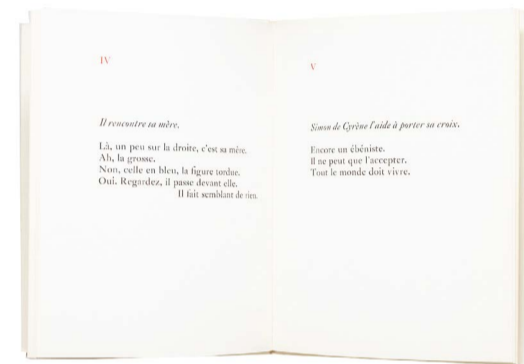 IV
Il rencontre sa mère.
Là, un peu sur la droite, c'est sa mère.
Ah, la grosse.
Non, celle en bleu, la figure tordue.
Oui. Regardez, il passe devant elle.
Il fait semblant de rien.
V
Simon de Cyrène l'aide à porter sa croix.
Encore un ébéniste.
Il ne peut que l'accepter.
Tout le monde doit vivre.